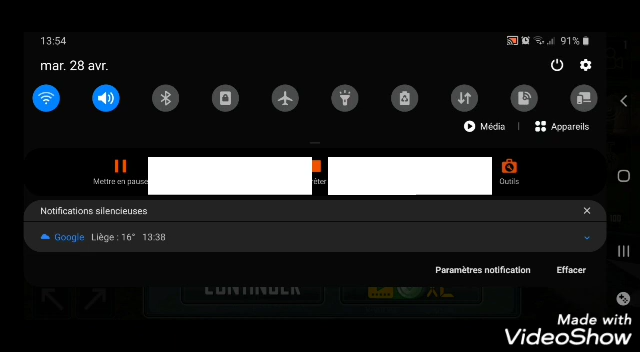 13:54
91%
mar. 28 avr.
Média
Appareils
Mettre en pause
rêter
Outils
Notifications silencieuses
Google Liège : 16° 13:38
Paramètres notification
Effacer
CONTINUER
XL
Made with
VideoShow